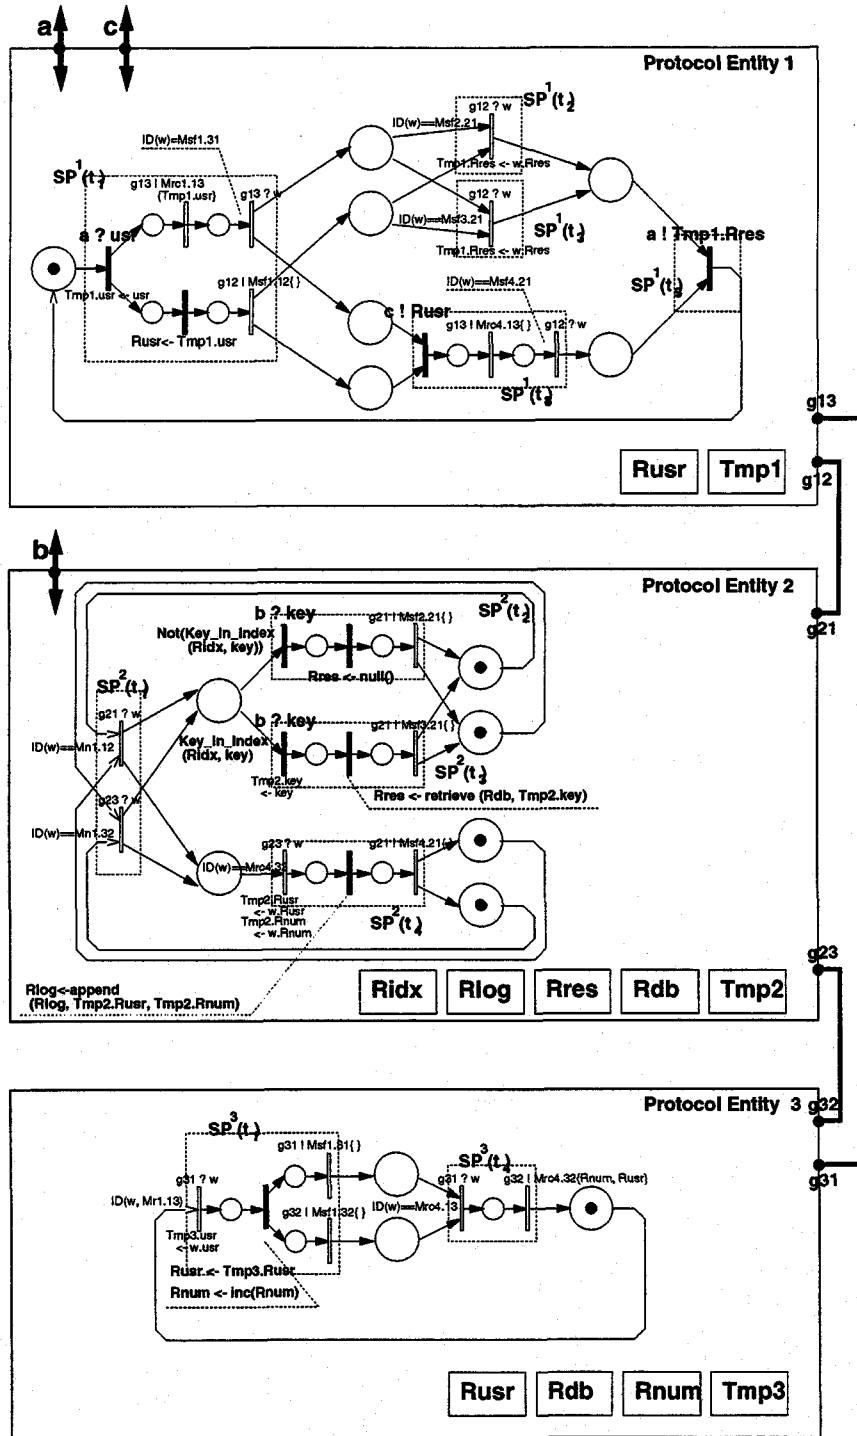 a
c
Protocol Entity 1
ID(w)=Msf1.31
SP¹(t₁)
g13 ! Mrc1.13
{Tmp1.usr}
g13 ? w
a ? usr
Tmp1.usr <- usr
g12 ! Msf1.12{ }
Rusr<- Tmp1.usr
ID(w)==Msf2.21
g12 ? w
SP¹(t₂)
Tmp1.Rres <- w.Rres
g12 ? w
ID(w)==Msf3.21
SP¹(t₃)
Tmp1.Rres <- w.Rres
a ! Tmp1.Rres
ID(w)==Msf4.21
SP¹(t₅)
c ! Rusr
g13 ! Mro4.13{ }
g12 ? w
g13
Rusr
Tmp1
g12
b
Protocol Entity 2
b ? key
g21 ! Msf2.21{ }
SP²(t₂)
Not(Key_in_index
(Ridx, key))
Rres <- null()
g21
SP²(t₁)
g21 ? w
ID(w)==Mn1.12
b ? key
g21 ! Msf3.21{ }
Key_in_index
(Ridx, key)
SP²(t₃)
Tmp2.key
<- key
Rres <- retrieve (Rdb, Tmp2.key)
g23 ? w
ID(w)==Mn1.32
g23 ? w
g21 ! Msf4.21{ }
Tmp2.Rusr
<- w.Rusr
Tmp2.Rnum
<- w.Rnum
SP²(t₄)
g23
Rlog<-append
(Rlog, Tmp2.Rusr, Tmp2.Rnum)
Ridx
Rlog
Rres
Rdb
Tmp2
Protocol Entity 3
g32
SP³(t₁)
g31 ! Msf1.31{ }
SP³(t₄)
g31 ? w
g31 ? w
g32 ! Mro4.32{Rnum, Rusr}
g31
ID(w, Mr1.13)
ID(w)==Mro4.13
g32 ! Msf1.32{ }
Tmp3.usr
<-w.usr
Rusr <- Tmp3.Rusr
Rnum <- inc(Rnum)
Rusr
Rdb
Rnum
Tmp3